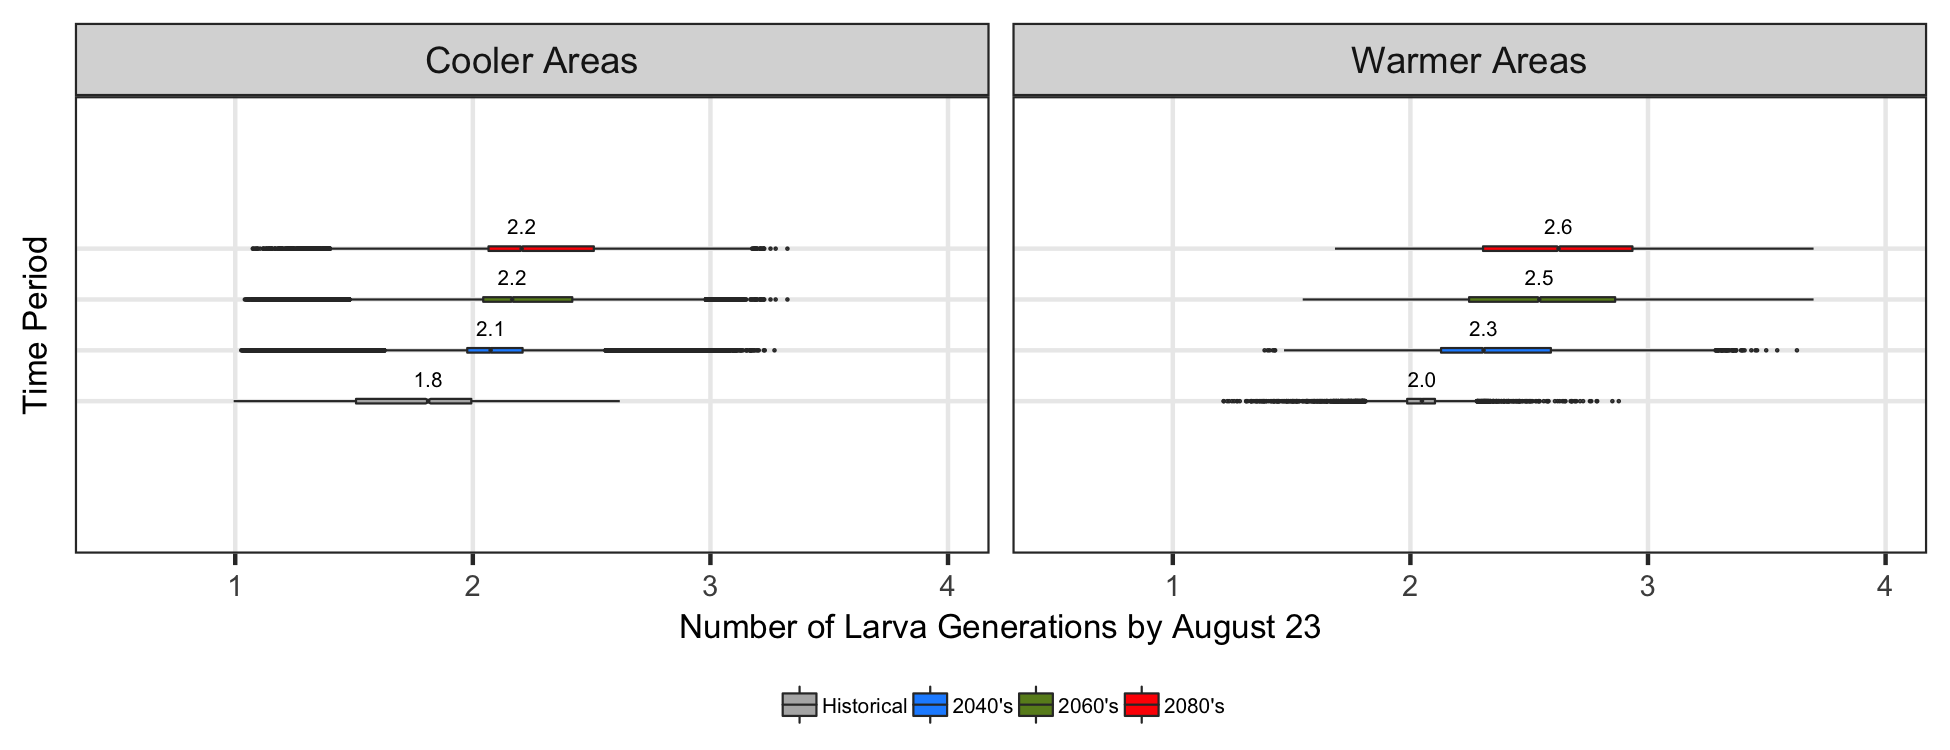 Cooler Areas
Warmer Areas
Time Period
2.2
2.2
2.1
1.8
2.6
2.5
2.3
2.0
1 2 3 4
1 2 3 4
Number of Larva Generations by August 23
Historical 2040's 2060's 2080's